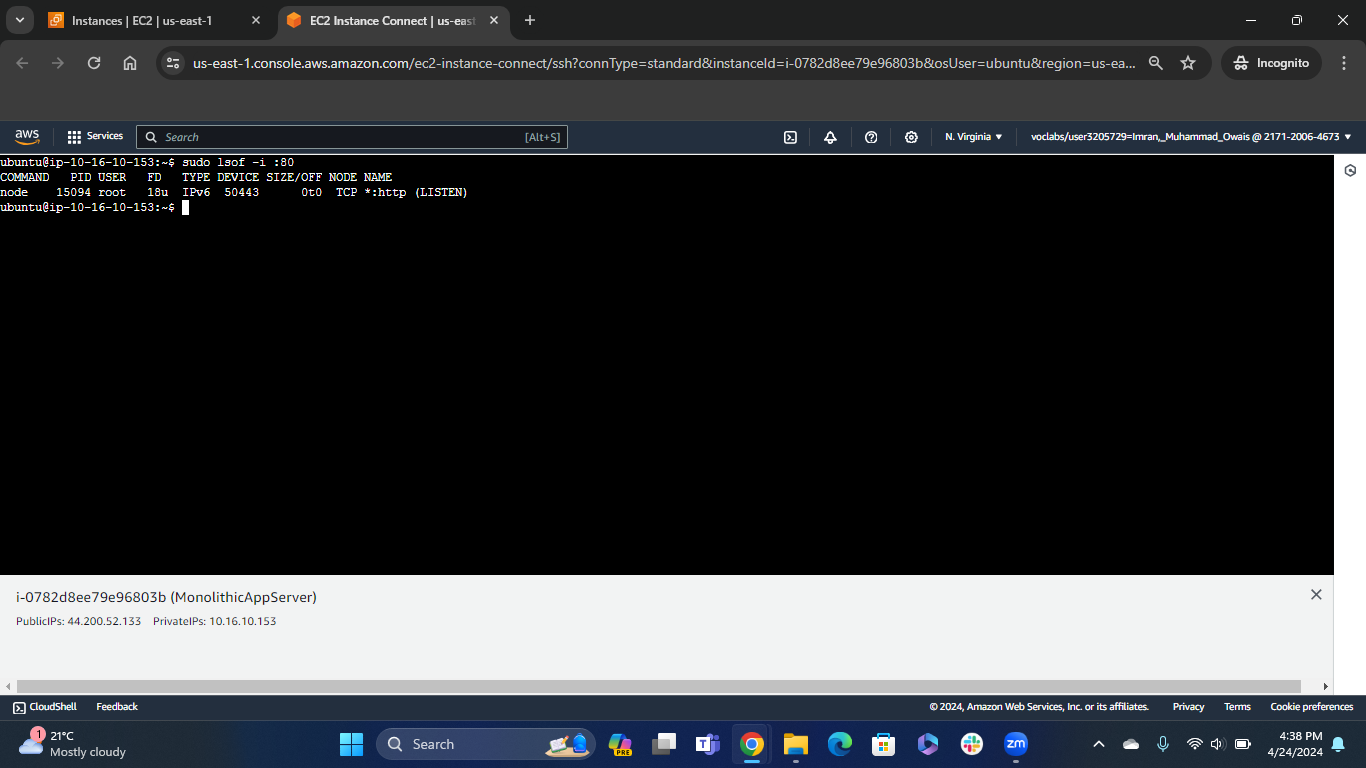 Instances | EC2 | us-east-1
EC2 Instance Connect | us-east
us-east-1.console.aws.amazon.com/ec2-instance-connect/ssh?connType=standard&instanceId=i-0782d8ee79e96803b&osUser=ubuntu&region=us-ea...
Incognito
aws
Services
Search
[Alt+S]
N. Virginia
voclabs/user3205729=Imran,_Muhammad_Owais @ 2171-2006-4673
ubuntu@ip-10-16-10-153:~$ sudo lsof -i :80
COMMAND PID USER FD TYPE DEVICE SIZE/OFF NODE NAME
node 15094 root 18u IPv6 50443 0t0 TCP *:http (LISTEN)
ubuntu@ip-10-16-10-153:~$
i-0782d8ee79e96803b (MonolithicAppServer)
PublicIPs: 44.200.52.133 PrivateIPs: 10.16.10.153
CloudShell
Feedback
© 2024, Amazon Web Services, Inc. or its affiliates.
Privacy
Terms
Cookie preferences
1
21°C
Mostly cloudy
Search
PRE
zm
4:38 PM
4/24/2024